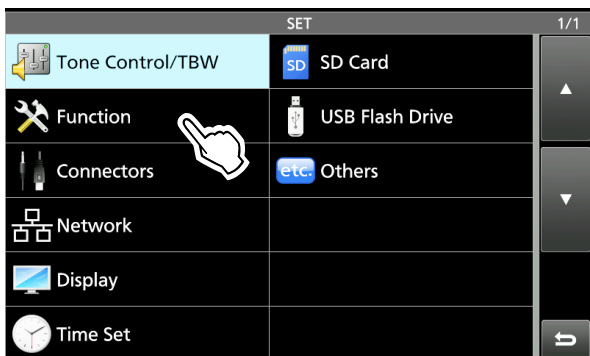 SET 1/1
Tone Control/TBW
Function
Connectors
Network
Display
Time Set
SD SD Card
USB Flash Drive
etc. Others